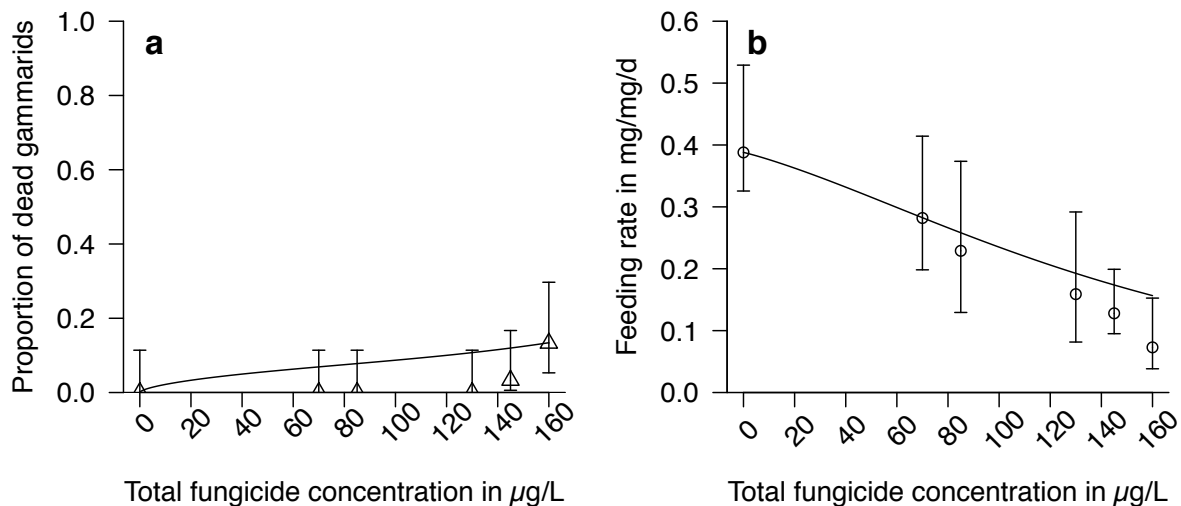 a
Proportion of dead gammarids
1.0
0.8
0.6
0.4
0.2
0.0
0 20 40 60 80 100 120 140 160
Total fungicide concentration in µg/L
b
Feeding rate in mg/mg/d
0.6
0.5
0.4
0.3
0.2
0.1
0.0
0 20 40 60 80 100 120 140 160
Total fungicide concentration in µg/L